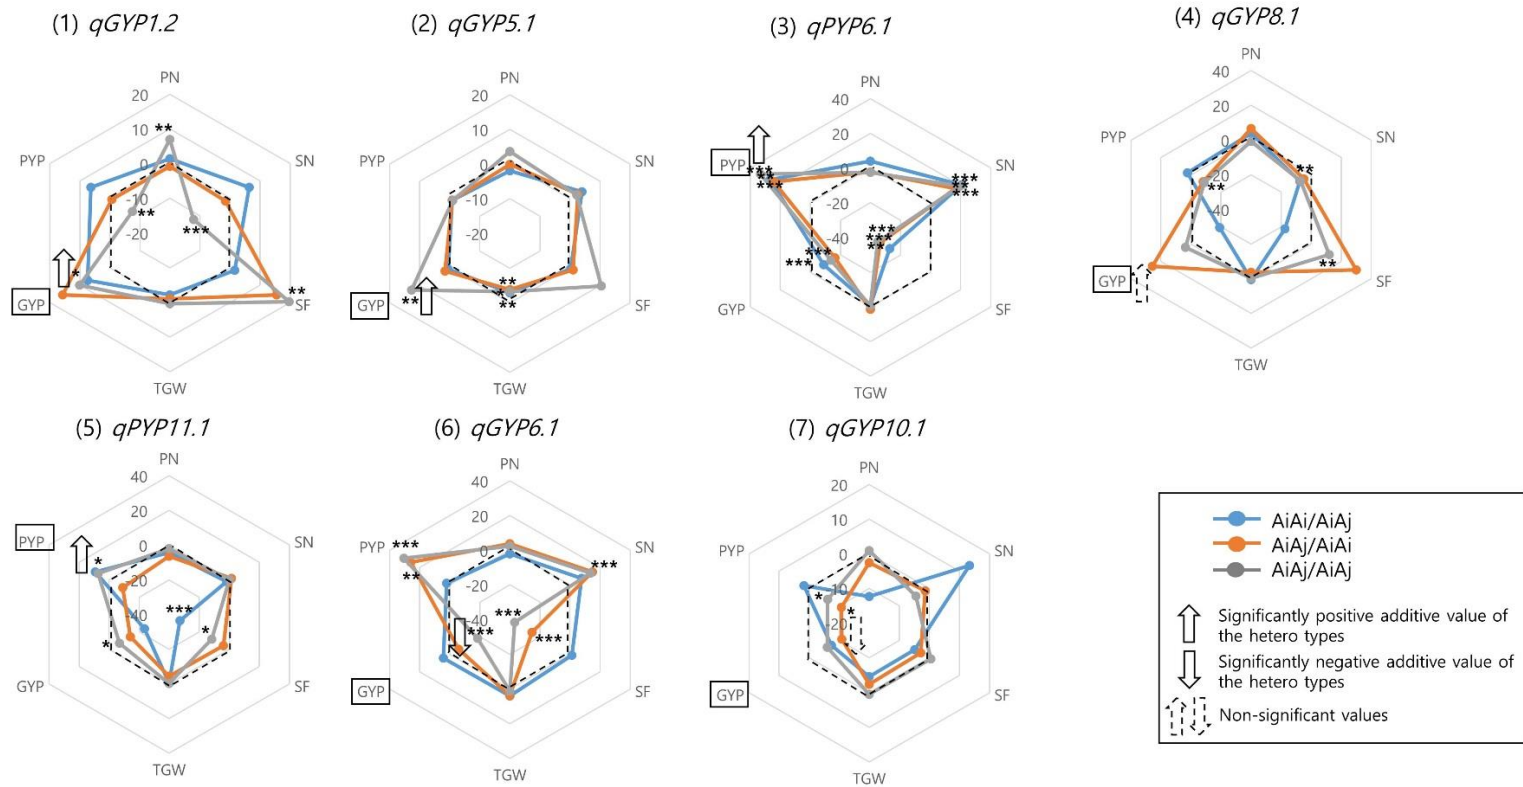 (1) qGYP1.2
PN
20
10
0
-10
-20
PYP
SN
GYP
SF
TGW
**
**
***
*
**
(2) qGYP5.1
PN
20
10
0
-10
-20
PYP
SN
GYP
SF
TGW
**
**
*
**
(3) qPYP6.1
PN
40
20
0
-20
-40
PYP
SN
GYP
SF
TGW
***
***
***
***
***
***
***
**
***
***
(4) qGYP8.1
PN
40
20
0
-20
-40
PYP
SN
GYP
SF
TGW
**
**
**
(5) qPYP11.1
PN
40
20
0
-20
-40
PYP
SN
GYP
SF
TGW
*
***
*
*
(6) qGYP6.1
PN
40
20
0
-20
-40
PYP
SN
GYP
SF
TGW
***
**
***
***
***
***
(7) qGYP10.1
PN
20
10
0
-10
-20
PYP
SN
GYP
SF
TGW
*
*
AiAi/AiAj
AiAj/AiAi
AiAj/AiAj
Significantly positive additive value of
the hetero types
Significantly negative additive value of
the hetero types
Non-significant values